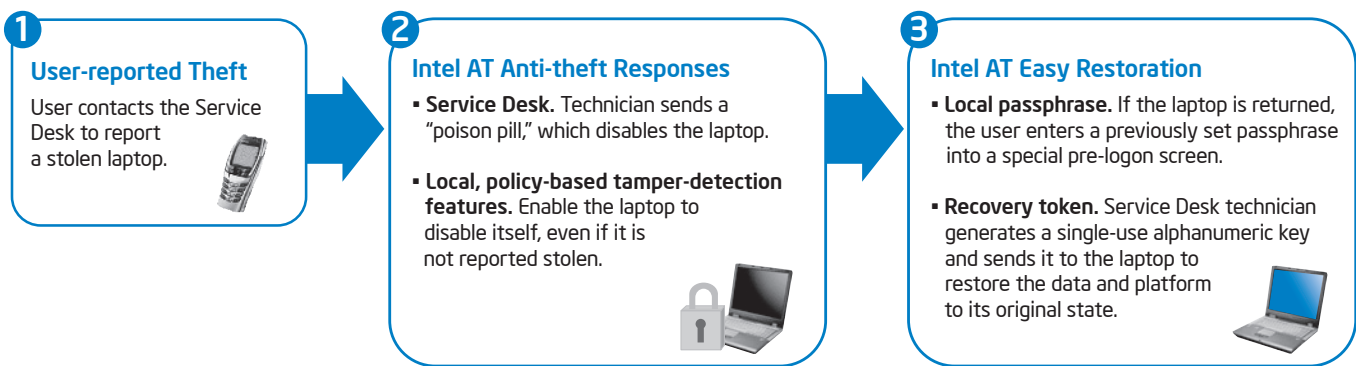 1
User-reported Theft
User contacts the Service
Desk to report
a stolen laptop.
2
Intel AT Anti-theft Responses
▪ Service Desk. Technician sends a
“poison pill,” which disables the laptop.
▪ Local, policy-based tamper-detection
features. Enable the laptop to
disable itself, even if it is
not reported stolen.
3
Intel AT Easy Restoration
▪ Local passphrase. If the laptop is returned,
the user enters a previously set passphrase
into a special pre-logon screen.
▪ Recovery token. Service Desk technician
generates a single-use alphanumeric key
and sends it to the laptop to
restore the data and platform
to its original state.